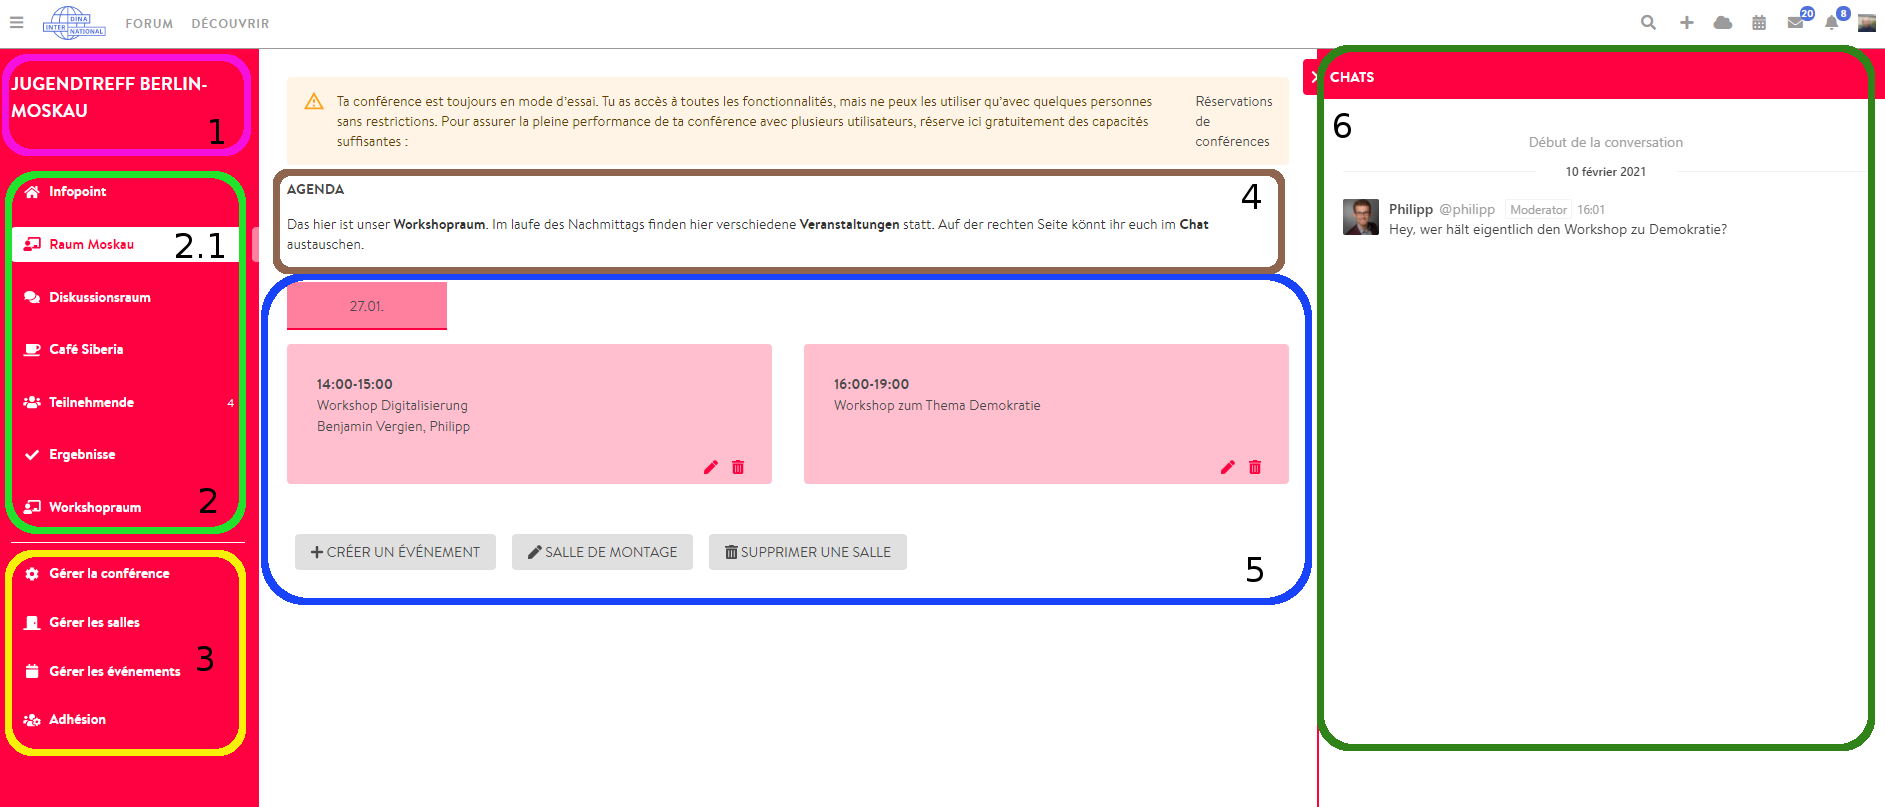 DINA
INTER
NATIONAL
FORUM
DÉCOUVRIR
20
8
JUGENDTREFF BERLIN-
MOSKAU
1
Infopoint
Raum Moskau
2.1
Diskussionsraum
Café Siberia
Teilnehmende 4
Ergebnisse
2
Workshopraum
Gérer la conférence
Gérer les salles
3
Gérer les événements
Adhésion
Ta conférence est toujours en mode d'essai. Tu as accès à toutes les fonctionnalités, mais ne peux les utiliser qu'avec quelques personnes
sans restrictions. Pour assurer la pleine performance de ta conférence avec plusieurs utilisateurs, réserve ici gratuitement des capacités
suffisantes :
Réservations
de
conférences
AGENDA
4
Das hier ist unser Workshopraum. Im laufe des Nachmittags finden hier verschiedene Veranstaltungen statt. Auf der rechten Seite könnt ihr euch im Chat
austauschen.
27.01.
14:00-15:00
Workshop Digitalisierung
Benjamin Vergien, Philipp
16:00-19:00
Workshop zum Thema Demokratie
CRÉER UN ÉVÉNEMENT
SALLE DE MONTAGE
SUPPRIMER UNE SALLE
5
CHATS
6
Début de la conversation
10 février 2021
Philipp @philipp Moderator 16:01
Hey, wer hält eigentlich den Workshop zu Demokratie?